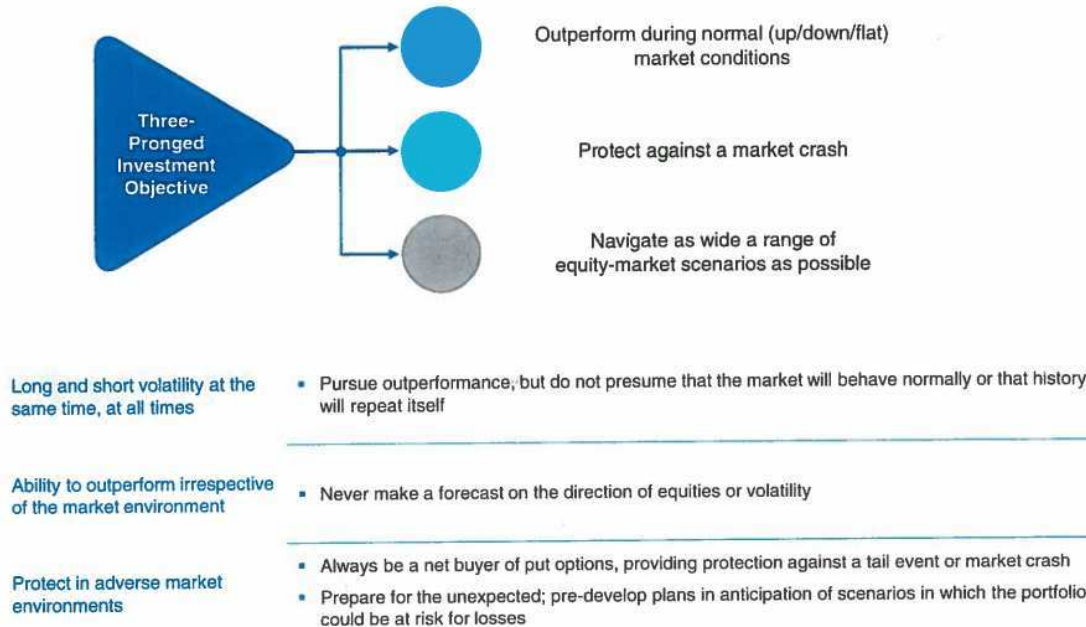 Three-
Pronged
Investment
Objective
Outperform during normal (up/down/flat)
market conditions
Protect against a market crash
Navigate as wide a range of
equity-market scenarios as possible
Long and short volatility at the
same time, at all times
▪ Pursue outperformance, but do not presume that the market will behave normally or that history
will repeat itself
Ability to outperform irrespective
of the market environment
▪ Never make a forecast on the direction of equities or volatility
Protect in adverse market
environments
▪ Always be a net buyer of put options, providing protection against a tail event or market crash
▪ Prepare for the unexpected; pre-develop plans in anticipation of scenarios in which the portfolio
could be at risk for losses